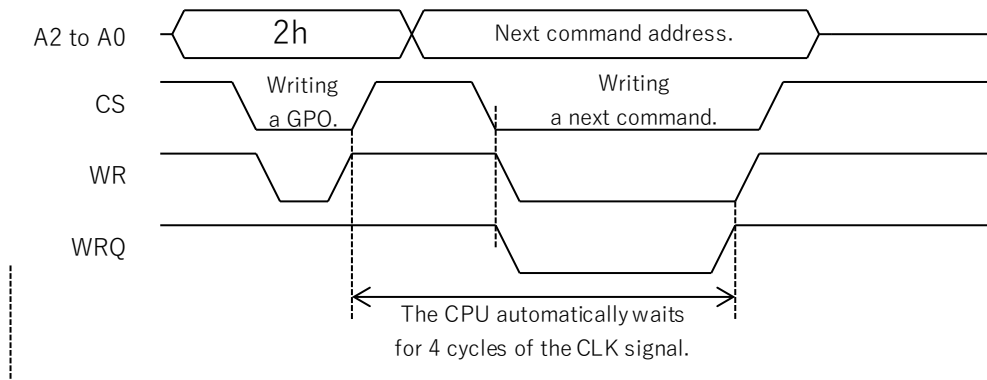 A2 to A0
2h
Next command address.
CS
Writing
a GPO.
Writing
a next command.
WR
WRQ
The CPU automatically waits
for 4 cycles of the CLK signal.